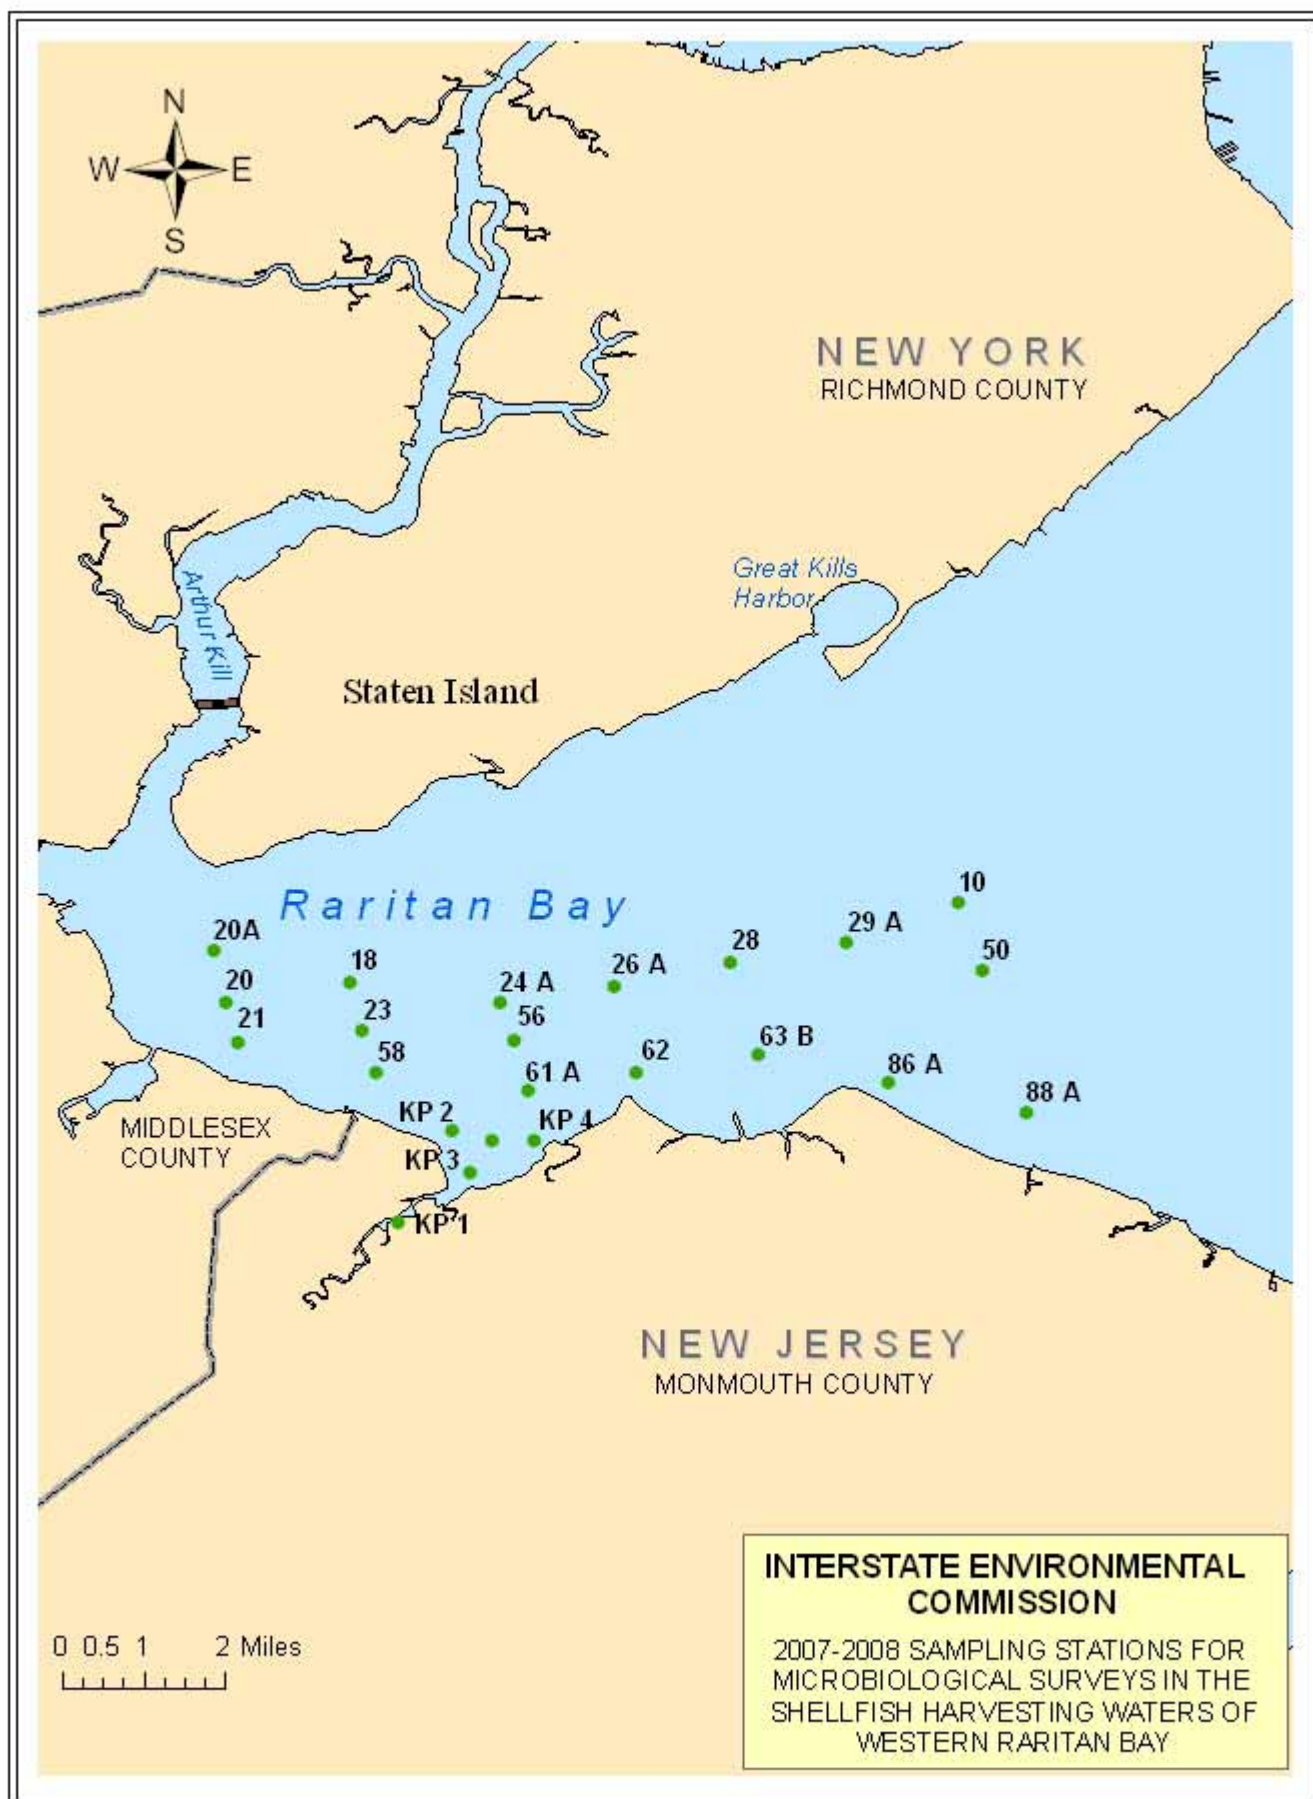 N
W E
S
NEW YORK
RICHMOND COUNTY
Great Kills
Harbor
Arthur Kill
Staten Island
Raritan Bay
10
29 A
20A
28
50
18
26 A
20
24 A
21
23
56
63 B
58
62
61 A
86 A
88 A
KP 2
KP 4
MIDDLESEX
COUNTY
KP 3
KP 1
NEW JERSEY
MONMOUTH COUNTY
INTERSTATE ENVIRONMENTAL
COMMISSION
2007-2008 SAMPLING STATIONS FOR
MICROBIOLOGICAL SURVEYS IN THE
SHELLFISH HARVESTING WATERS OF
WESTERN RARITAN BAY
0 0.5 1 2 Miles